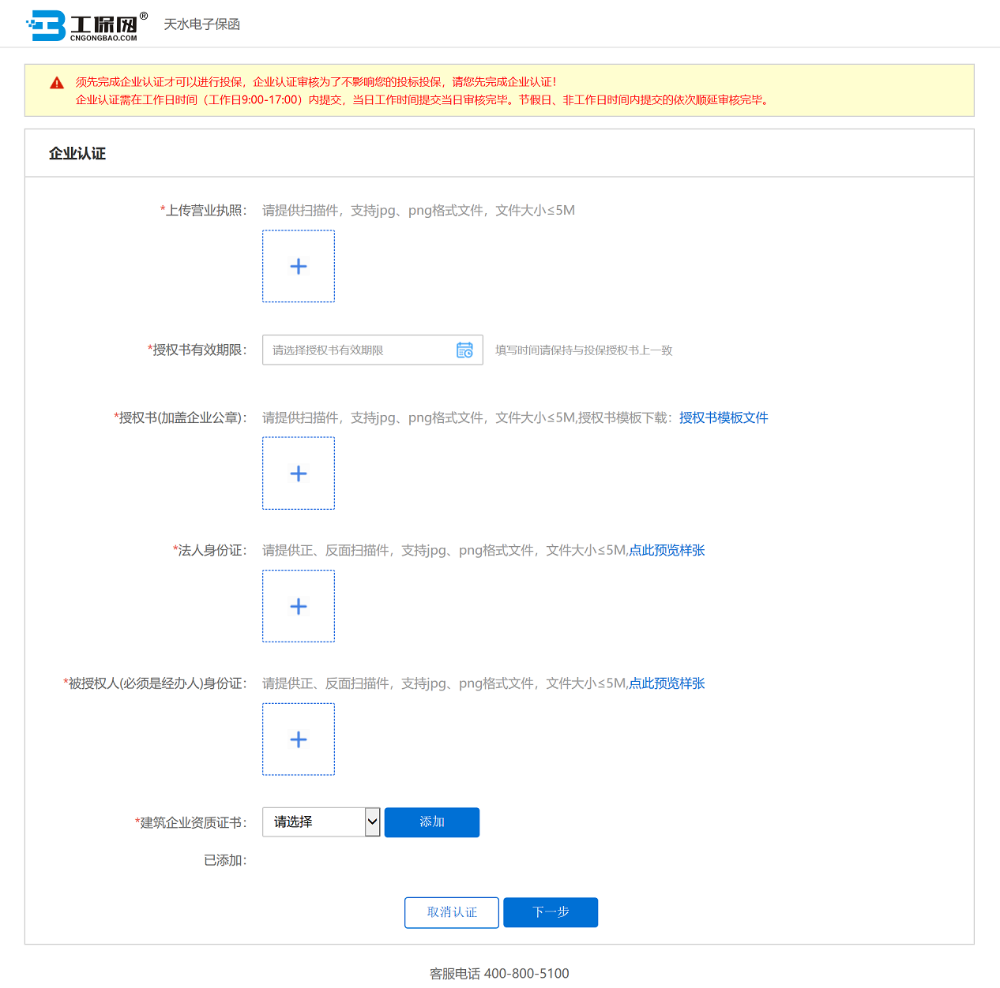 工保网®
CNGONGBAO.COM
天水电子保函
须先完成企业认证才可以进行投保，企业认证审核为了不影响您的投标投保，请您先完成企业认证！
企业认证需在工作日时间（工作日9:00-17:00）内提交，当日工作时间提交当日审核完毕。节假日、非工作日时间内提交的依次顺延审核完毕。
企业认证
*上传营业执照： 请提供扫描件，支持jpg、png格式文件，文件大小≤5M
*授权书有效期限： 请选择授权书有效期限 填写时间请保持与投保授权书上一致
*授权书(加盖企业公章)： 请提供扫描件，支持jpg、png格式文件，文件大小≤5M,授权书模板下载：授权书模板文件
*法人身份证： 请提供正、反面扫描件，支持jpg、png格式文件，文件大小≤5M,点此预览样张
*被授权人(必须是经办人)身份证： 请提供正、反面扫描件，支持jpg、png格式文件，文件大小≤5M,点此预览样张
*建筑企业资质证书： 请选择 添加
已添加：
取消认证 下一步
客服电话 400-800-5100